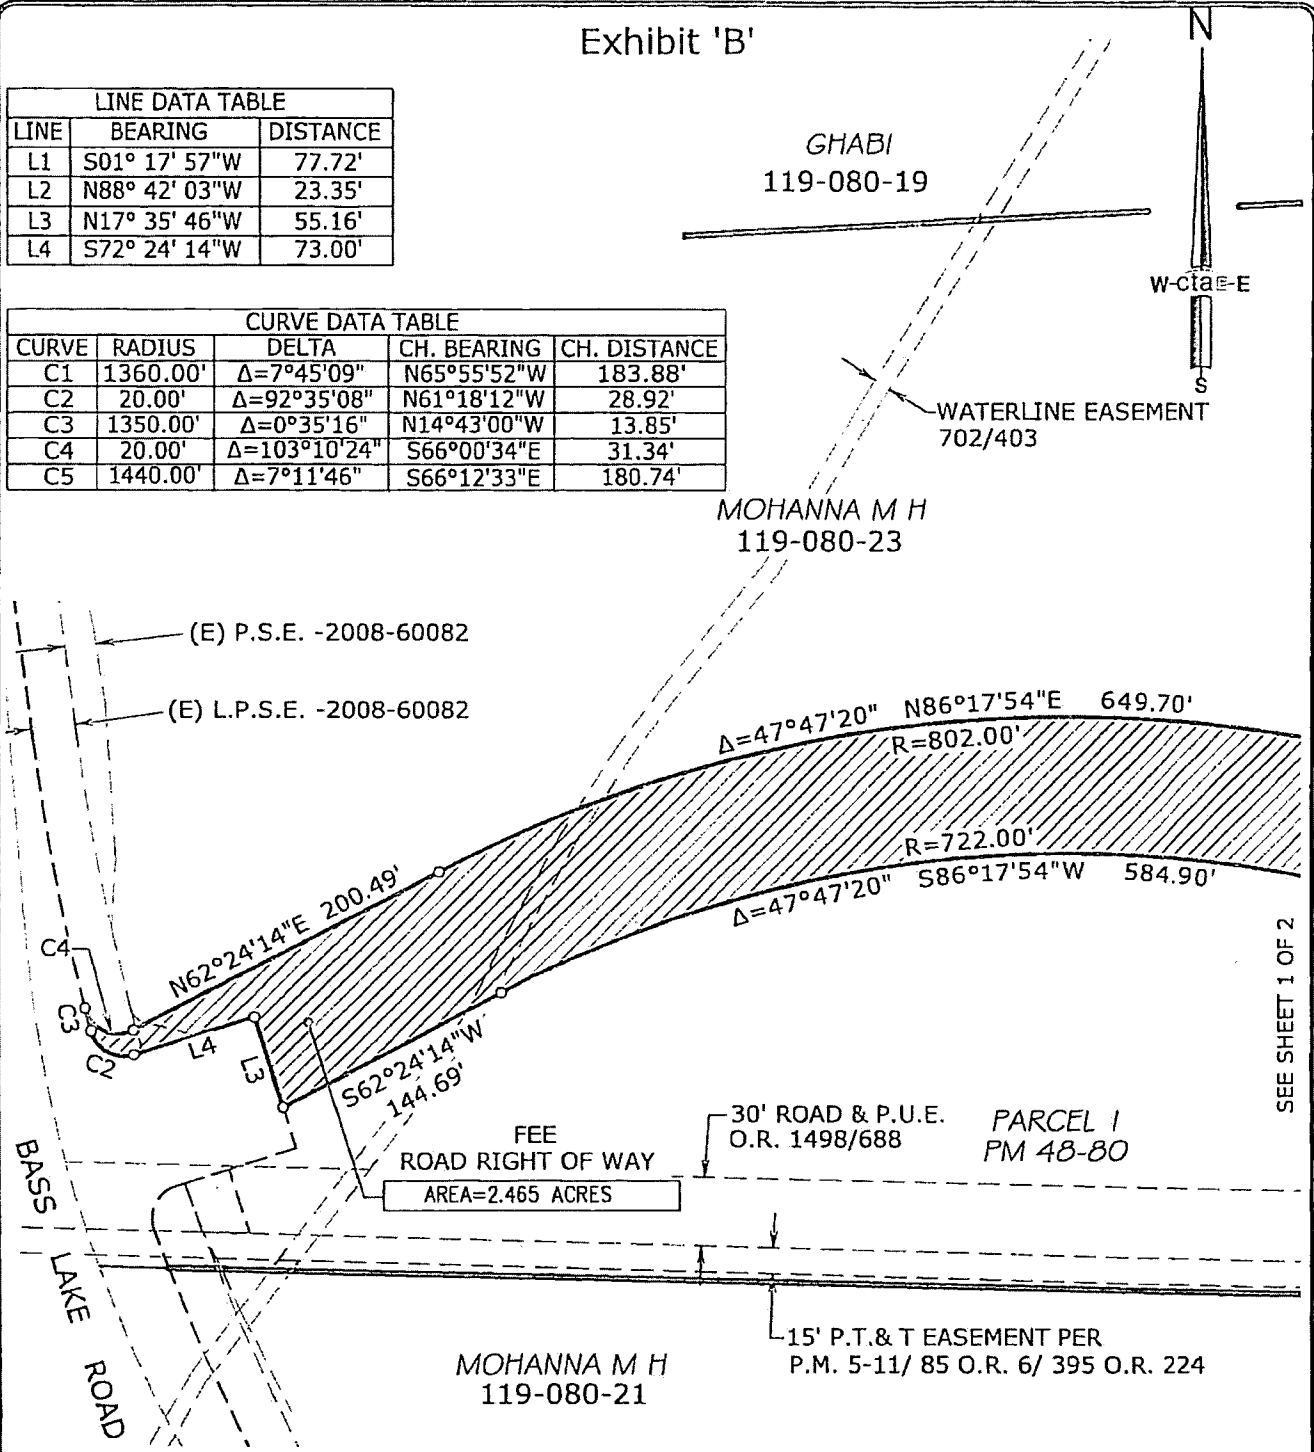 Exhibit 'B'
N
LINE DATA TABLE
LINE BEARING DISTANCE
L1 S01° 17' 57"W 77.72'
L2 N88° 42' 03"W 23.35'
L3 N17° 35' 46"W 55.16'
L4 S72° 24' 14"W 73.00'
GHABI
119-080-19
W-ctaE-E
S
CURVE DATA TABLE
CURVE RADIUS DELTA CH. BEARING CH. DISTANCE
C1 1360.00' Δ=7°45'09" N65°55'52"W 183.88'
C2 20.00' Δ=92°35'08" N61°18'12"W 28.92'
C3 1350.00' Δ=0°35'16" N14°43'00"W 13.85'
C4 20.00' Δ=103°10'24" S66°00'34"E 31.34'
C5 1440.00' Δ=7°11'46" S66°12'33"E 180.74'
WATERLINE EASEMENT
702/403
MOHANNA M H
119-080-23
(E) P.S.E. -2008-60082
(E) L.P.S.E. -2008-60082
Δ=47°47'20" N86°17'54"E 649.70'
R=802.00'
R=722.00'
Δ=47°47'20" S86°17'54"W 584.90'
N62°24'14"E 200.49'
C4
C3
C2
L4
L3
S62°24'14"W
144.69'
SEE SHEET 1 OF 2
FEE
ROAD RIGHT OF WAY
AREA=2.465 ACRES
30' ROAD & P.U.E.
O.R. 1498/688
PARCEL 1
PM 48-80
BASS LAKE ROAD
15' P.T.& T EASEMENT PER
P.M. 5-11/ 85 O.R. 6/ 395 O.R. 224
MOHANNA M H
119-080-21